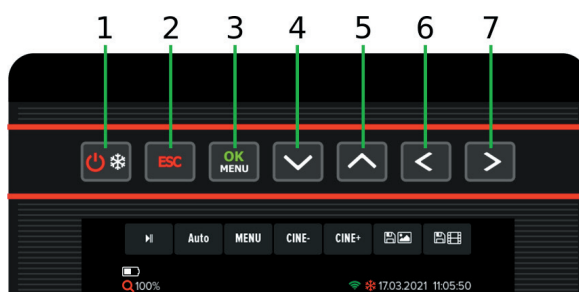 1 2 3 4 5 6 7
ESC OK
MENU
Auto MENU CINE- CINE+
100% 17.03.2021 11:05:50